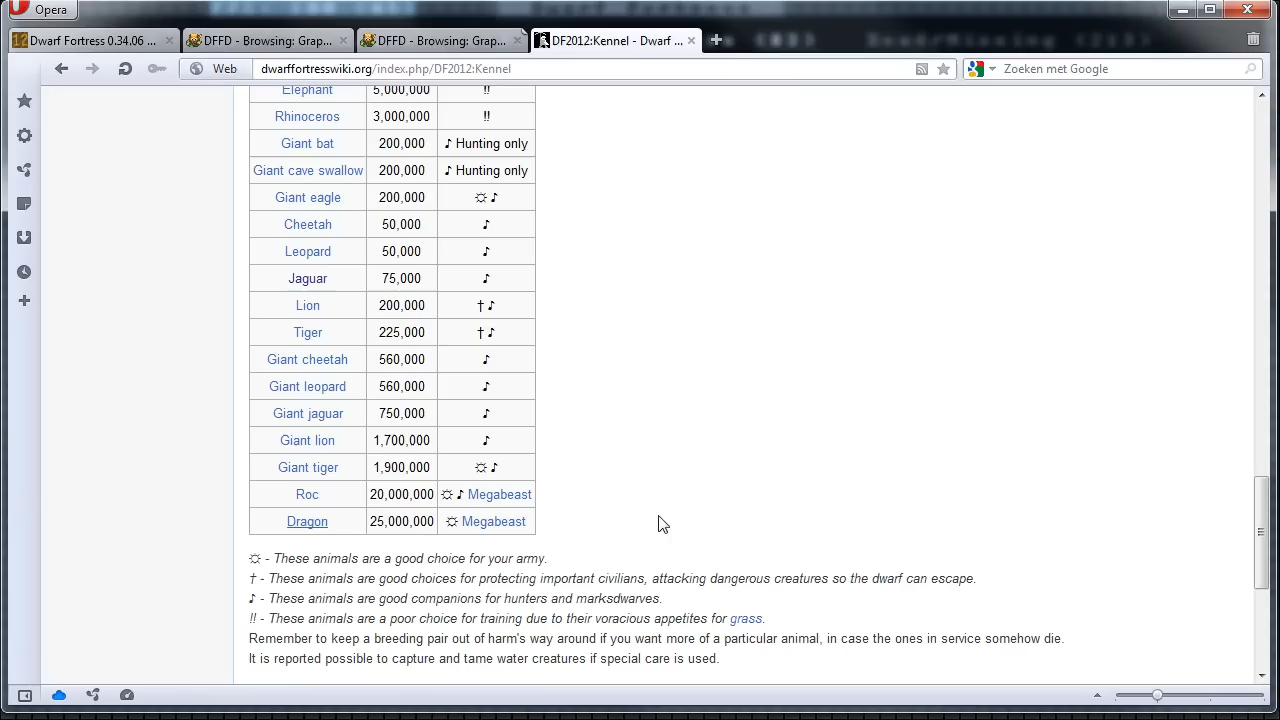 Opera
Dwarf Fortress 0.34.06 ...
DFFD - Browsing: Grap...
DFFD - Browsing: Grap...
DF2012:Kennel - Dwarf ...
Web
dwarffortresswiki.org/index.php/DF2012:Kennel
Zoeken met Google
Elephant 5,000,000 !!
Rhinoceros 3,000,000 !!
Giant bat 200,000 ♪ Hunting only
Giant cave swallow 200,000 ♪ Hunting only
Giant eagle 200,000 ☼ ♪
Cheetah 50,000 ♪
Leopard 50,000 ♪
Jaguar 75,000 ♪
Lion 200,000 † ♪
Tiger 225,000 † ♪
Giant cheetah 560,000 ♪
Giant leopard 560,000 ♪
Giant jaguar 750,000 ♪
Giant lion 1,700,000 ♪
Giant tiger 1,900,000 ☼ ♪
Roc 20,000,000 ☼ ♪ Megabeast
Dragon 25,000,000 ☼ Megabeast
☼ - These animals are a good choice for your army.
† - These animals are good choices for protecting important civilians, attacking dangerous creatures so the dwarf can escape.
♪ - These animals are good companions for hunters and marksdwarves.
!! - These animals are a poor choice for training due to their voracious appetites for grass.
Remember to keep a breeding pair out of harm's way around if you want more of a particular animal, in case the ones in service somehow die.
It is reported possible to capture and tame water creatures if special care is used.